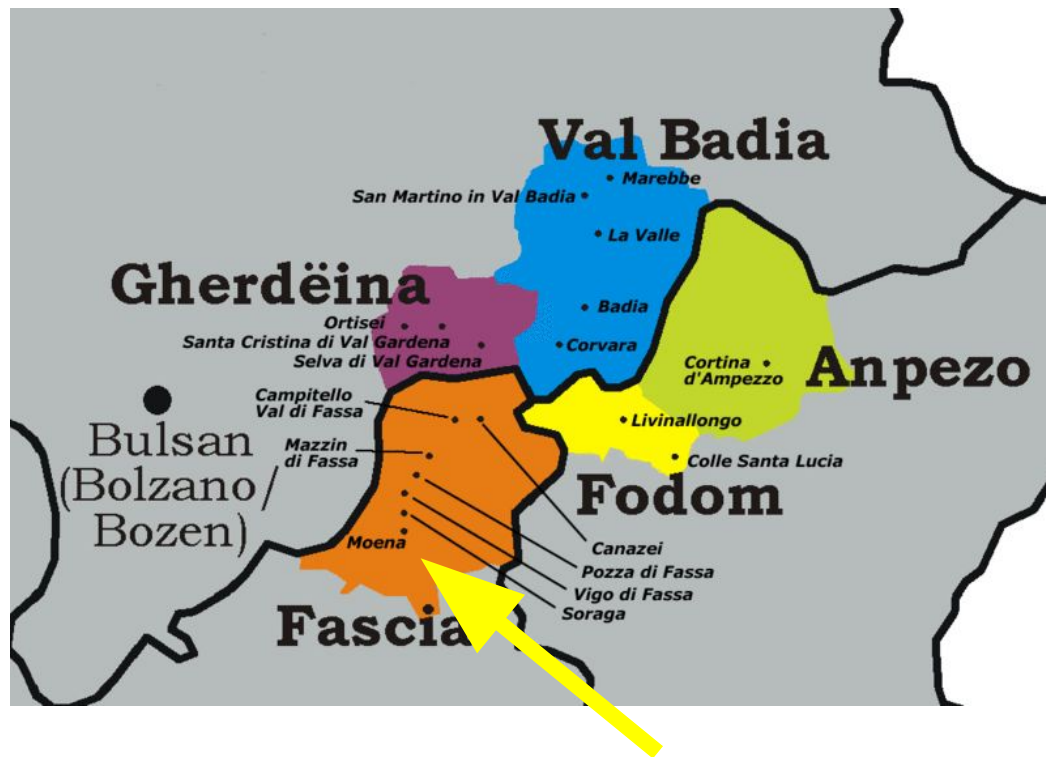 Val Badia
Marebbe
San Martino in Val Badia
La Valle
Gherdëina
Badia
Ortisei
Santa Cristina di Val Gardena
Corvara
Selva di Val Gardena
Cortina
d'Ampezzo
Anpezo
Campitello
Val di Fassa
Livinallongo
Bulsan
(Bolzano/
Bozen)
Mazzin
di Fassa
Colle Santa Lucia
Fodom
Moena
Canazei
Pozza di Fassa
Vigo di Fassa
Soraga
Fascia